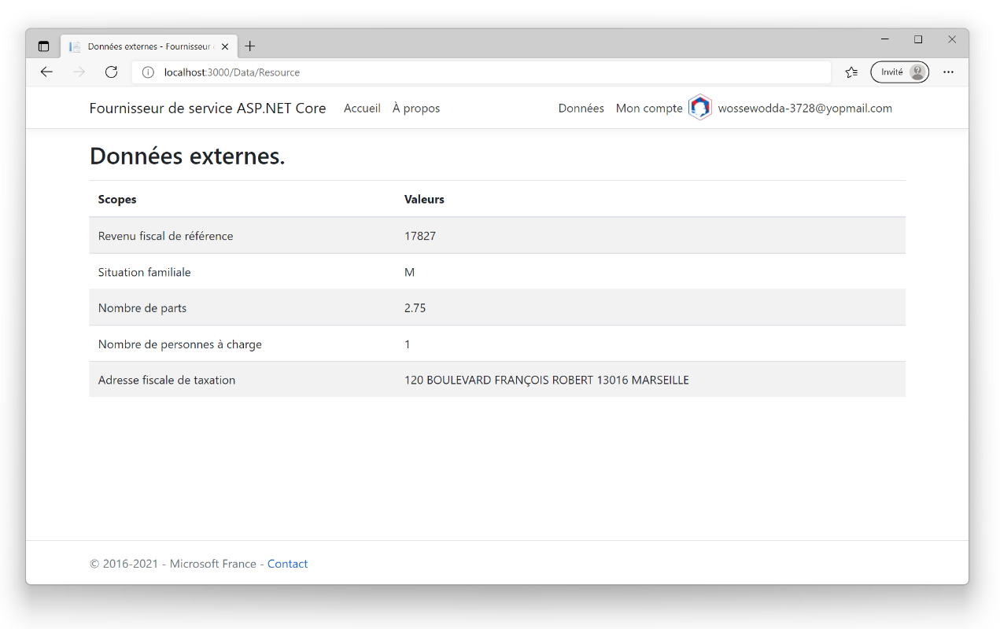 Données externes - Fournisseur
localhost:3000/Data/Resource
Invité
Fournisseur de service ASP.NET Core Accueil À propos Données Mon compte wossewodda-3728@yopmail.com
Données externes.
Scopes Valeurs
Revenu fiscal de référence 17827
Situation familiale M
Nombre de parts 2.75
Nombre de personnes à charge 1
Adresse fiscale de taxation 120 BOULEVARD FRANÇOIS ROBERT 13016 MARSEILLE
© 2016-2021 - Microsoft France - Contact